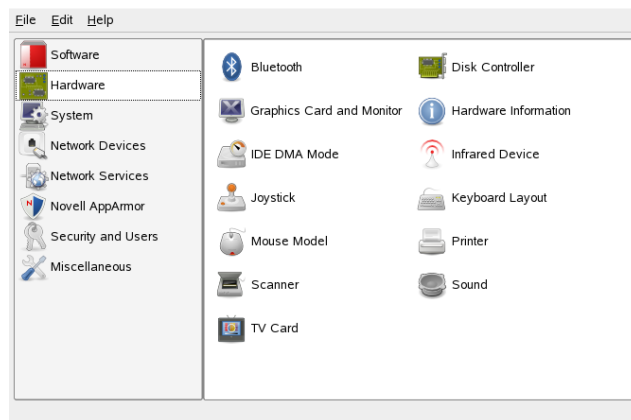 File Edit Help
Software
Hardware
System
Network Devices
Network Services
Novell AppArmor
Security and Users
Miscellaneous
Bluetooth
Disk Controller
Graphics Card and Monitor
Hardware Information
IDE DMA Mode
Infrared Device
Joystick
Keyboard Layout
Mouse Model
Printer
Scanner
Sound
TV Card